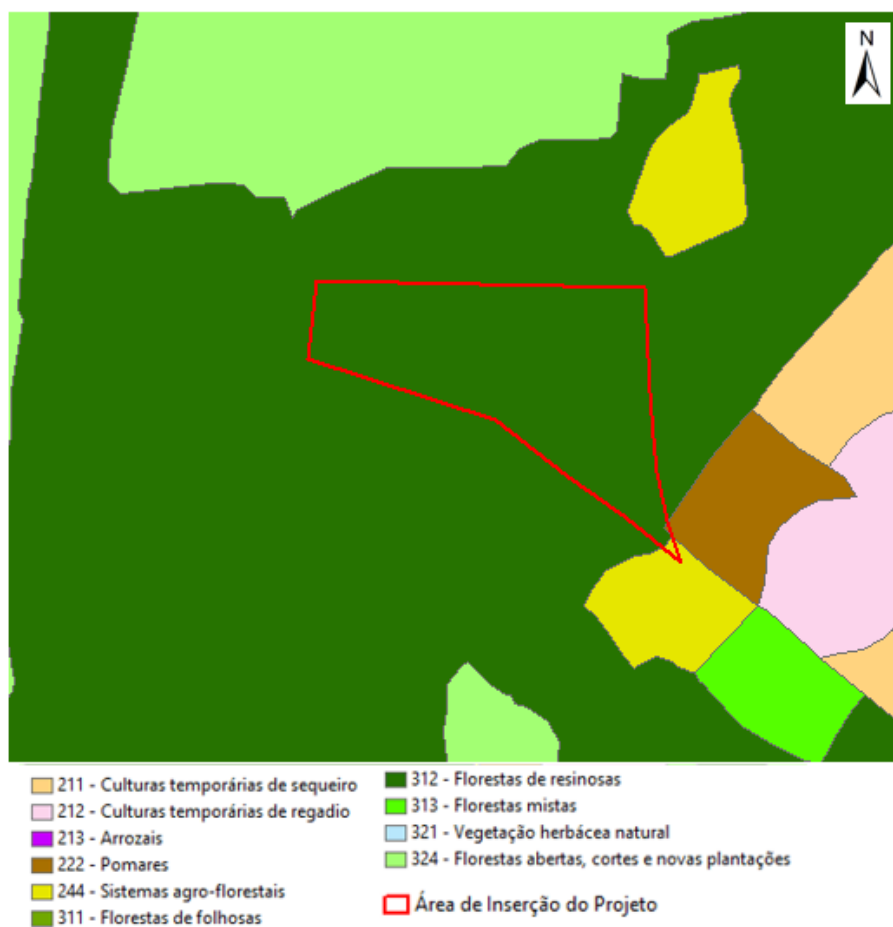 N
211 - Culturas temporárias de sequeiro
212 - Culturas temporárias de regadio
213 - Arrozais
222 - Pomares
244 - Sistemas agro-florestais
311 - Florestas de folhosas
312 - Florestas de resinosas
313 - Florestas mistas
321 - Vegetação herbácea natural
324 - Florestas abertas, cortes e novas plantações
Área de Inserção do Projeto